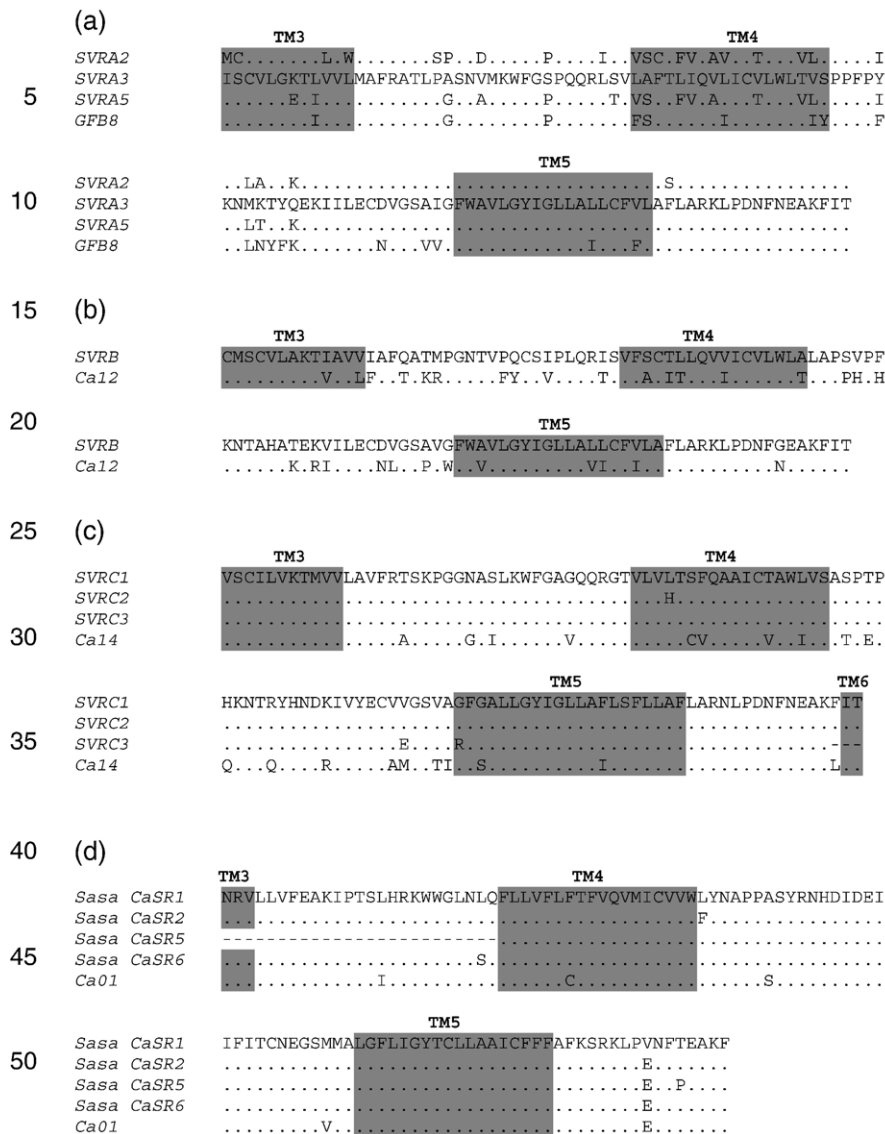 (a)
TM3 TM4
SVRA2 MC.......L.W.......SP..D.....P....I..VSC.FV.AV..T...VL.....I
SVRA3 ISCVLGKTLVVLMAFRATLPASNVMKWFGSPQQRLSVLAFTLIQVLICVLWLTVSPPFPY
5 SVRA5 ......E.I...........G..A.....P.....T.VS..FV.A...T...VL.....I
GFB8 ........I...........G........P.......FS......I.......IY....F
TM5
SVRA2 ..LA..K.................................S................
10 SVRA3 KNMKTYQEKIILECDVGSAIGFWAVLGYIGLLALLCFVLAFLARKLPDNFNEAKFIT
SVRA5 ..LT..K..................................................
GFB8 ..LNYFK.......N...VV.............I...F...................
15 (b)
TM3 TM4
SVRB CMSCVLAKTIAVVIAFQATMPGNTVPQCSIPLQRISVFSCTLLQVVICVLWLALAPSVPF
Ca12 .........V..LF..T.KR.....FY..V....T...A.IT...V......T...PH.H
20 TM5
SVRB KNTAHATEKVILECDVGSAVGFWAVLGYIGLLALLCFVLAFLARKLPDNFGEAKFIT
Ca12 ......K.RI....NL..P.W..V.........VI..I............N......
25 (c)
TM3 TM4
SVRC1 VSCILVKTMVVLAVFRTSKPGGNASLKWFGAGQQRGTVLVLTSFQAAICTAWLVSASPTP
SVRC2 ........................................H...................
SVRC3 ............................................................
30 Ca14 ................A.....G.I......V..........CV.....V..I...T.E.
TM5 TM6
SVRC1 HKNTRYHNDKIVYECVVGSVAGFGALLGYIGLLAFLSFLLAFLARNLPDNFNEAKFIT
SVRC2 ..........................................................
35 SVRC3 ................E....R.................................---
Ca14 Q...Q....R.....AM..TI..S..........I....................L..
40 (d)
TM3 TM4
Sasa CaSR1 NRVLLVFEAKIPTSLHRKWWGLNLQFLLVFLFTFVQVMICVVWLYNAPPASYRNHDIDEI
Sasa CaSR2 ...........................................F................
Sasa CaSR5 -------------------------...................................
45 Sasa CaSR6 .......................S....................................
Ca01 ..............I................C.................S..........
TM5
Sasa CaSR1 IFITCNEGSMMALGFLIGYTCLLAAICFFFAFKSRKLPVNFTEAKF
50 Sasa CaSR2 ......................................E.......
Sasa CaSR5 ......................................E..P....
Sasa CaSR6 ......................................E.......
Ca01 .........V............................E.......